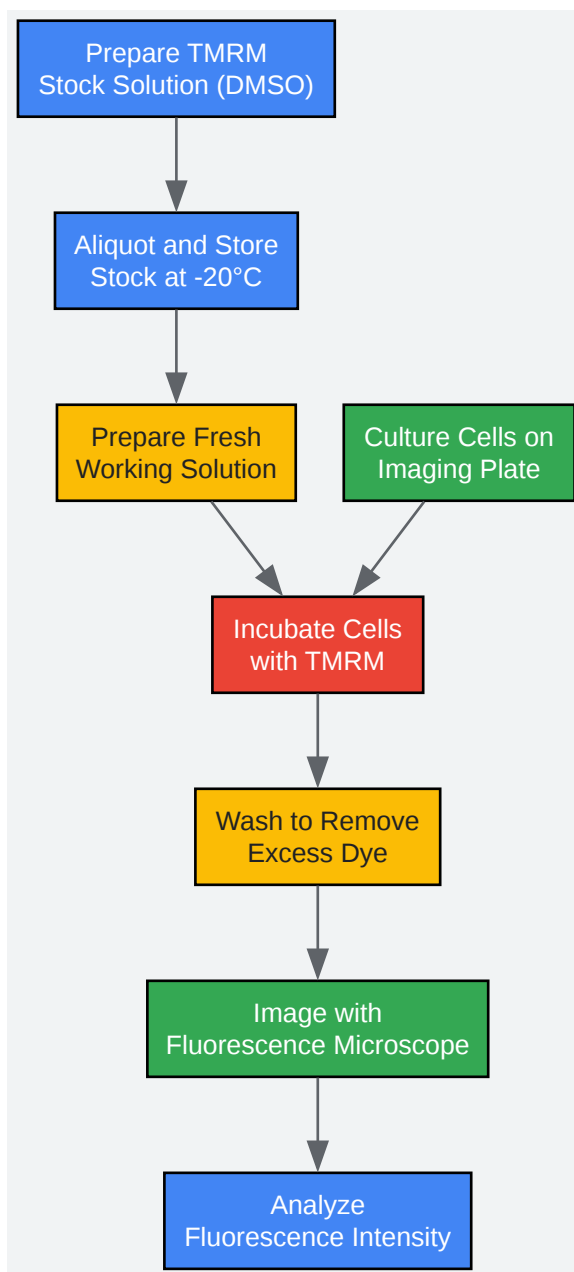 Prepare TMRM
Stock Solution (DMSO)
Aliquot and Store
Stock at -20°C
Prepare Fresh
Working Solution
Culture Cells on
Imaging Plate
Incubate Cells
with TMRM
Wash to Remove
Excess Dye
Image with
Fluorescence Microscope
Analyze
Fluorescence Intensity